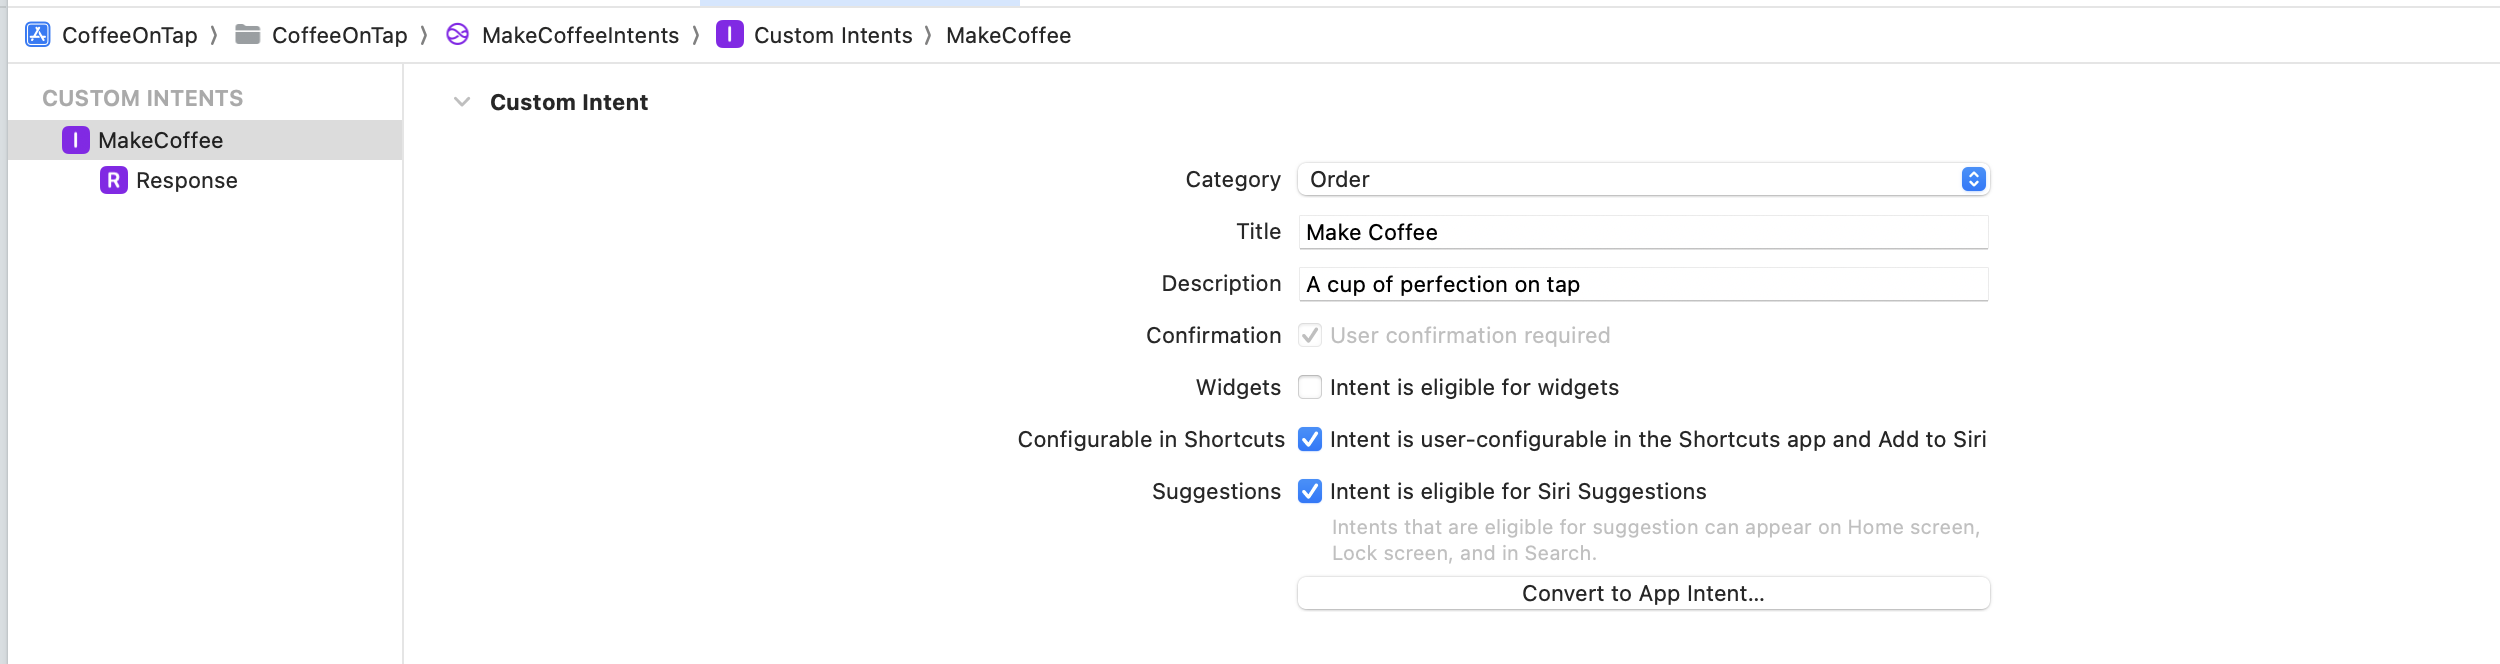 CoffeeOnTap 〉 CoffeeOnTap 〉 MakeCoffeeIntents 〉 I Custom Intents 〉 MakeCoffee
CUSTOM INTENTS
I MakeCoffee
R Response
Custom Intent
Category Order
Title Make Coffee
Description A cup of perfection on tap
Confirmation User confirmation required
Widgets Intent is eligible for widgets
Configurable in Shortcuts Intent is user-configurable in the Shortcuts app and Add to Siri
Suggestions Intent is eligible for Siri Suggestions
Intents that are eligible for suggestion can appear on Home screen,
Lock screen, and in Search.
Convert to App Intent...